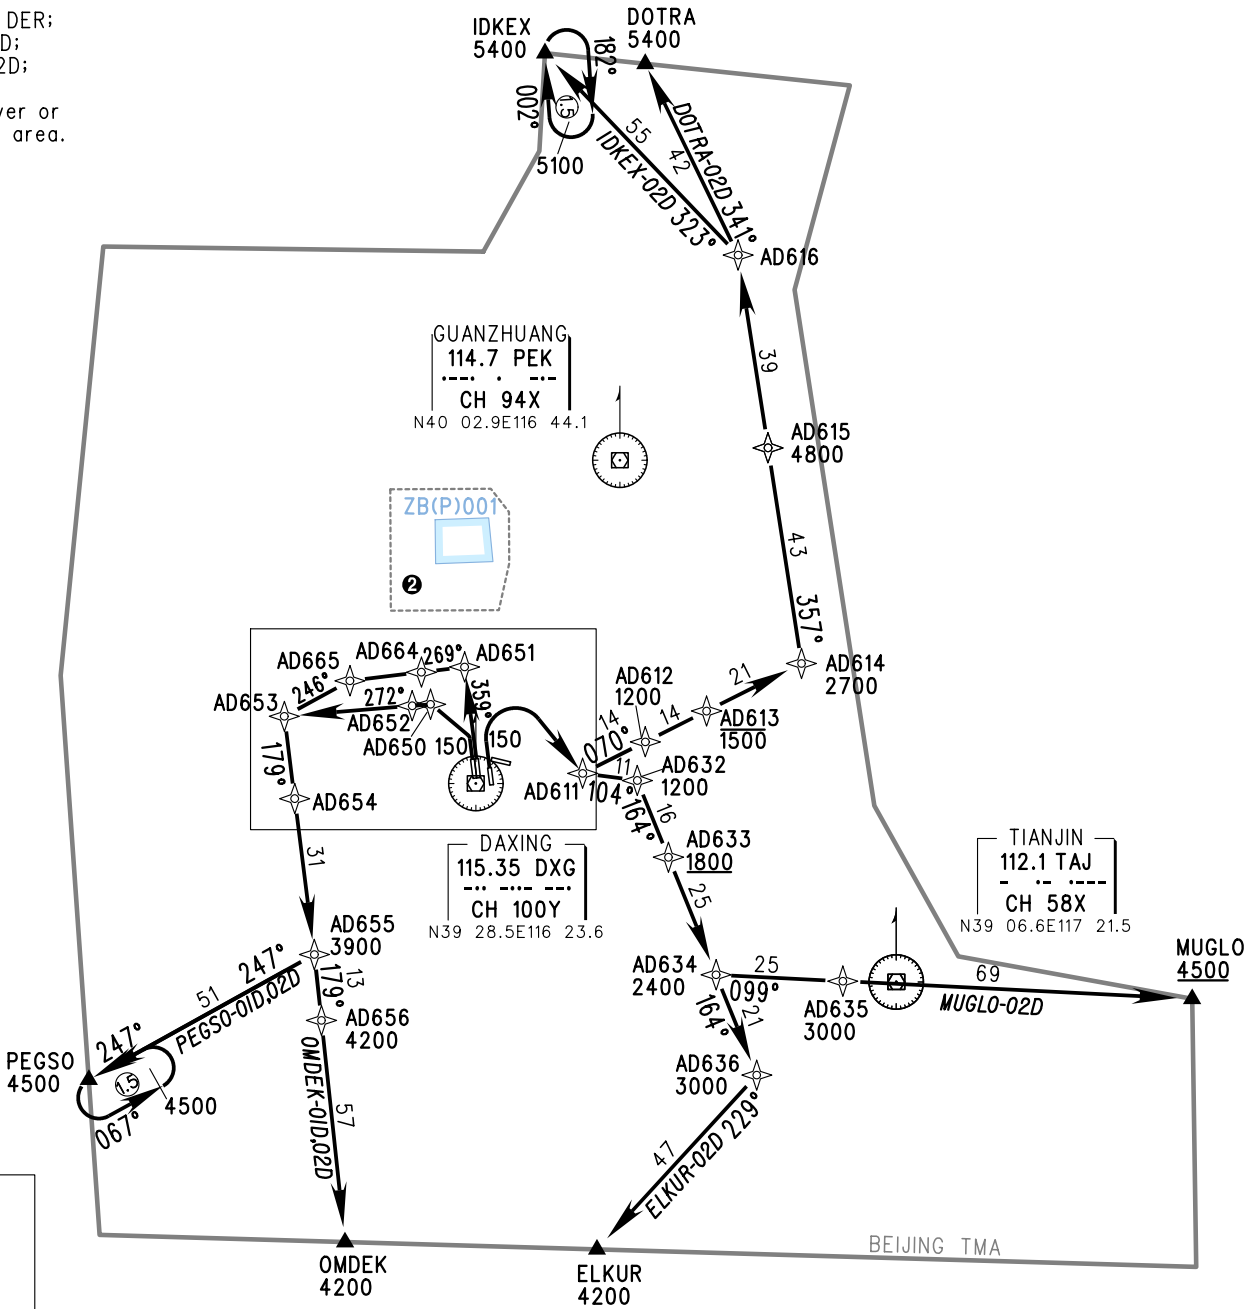 DER;
D;
2D;
ver or
area.
IDKEX
5400
DOTRA
5400
182°
002°
1.5
5100
55
IDKEX-02D 323°
42
DOTRA-02D 341°
AD616
GUANZHUANG
114.7 PEK
CH 94X
N40 02.9E116 44.1
39
AD615
4800
ZB(P)001
2
43
357°
AD614
2700
AD665
AD664
269°
AD651
246°
AD653
272°
359°
AD652
AD650
150
150
AD612
1200
21
14
14
AD613
1500
070°
11
AD632
1200
AD611
104°
179°
AD654
164°
16
AD633
1800
DAXING
115.35 DXG
CH 100Y
N39 28.5E116 23.6
TIANJIN
112.1 TAJ
CH 58X
N39 06.6E117 21.5
31
25
AD655
3900
247°
AD634
2400
25
099°
AD635
3000
69
MUGLO-02D
MUGLO
4500
51
PEGSO-01D,02D
13
179°
AD656
4200
164°
21
247°
PEGSO
4500
1.5
4500
067°
AD636
3000
OMDEK-01D,02D
57
47
ELKUR-02D 229°
BEIJING TMA
OMDEK
4200
ELKUR
4200